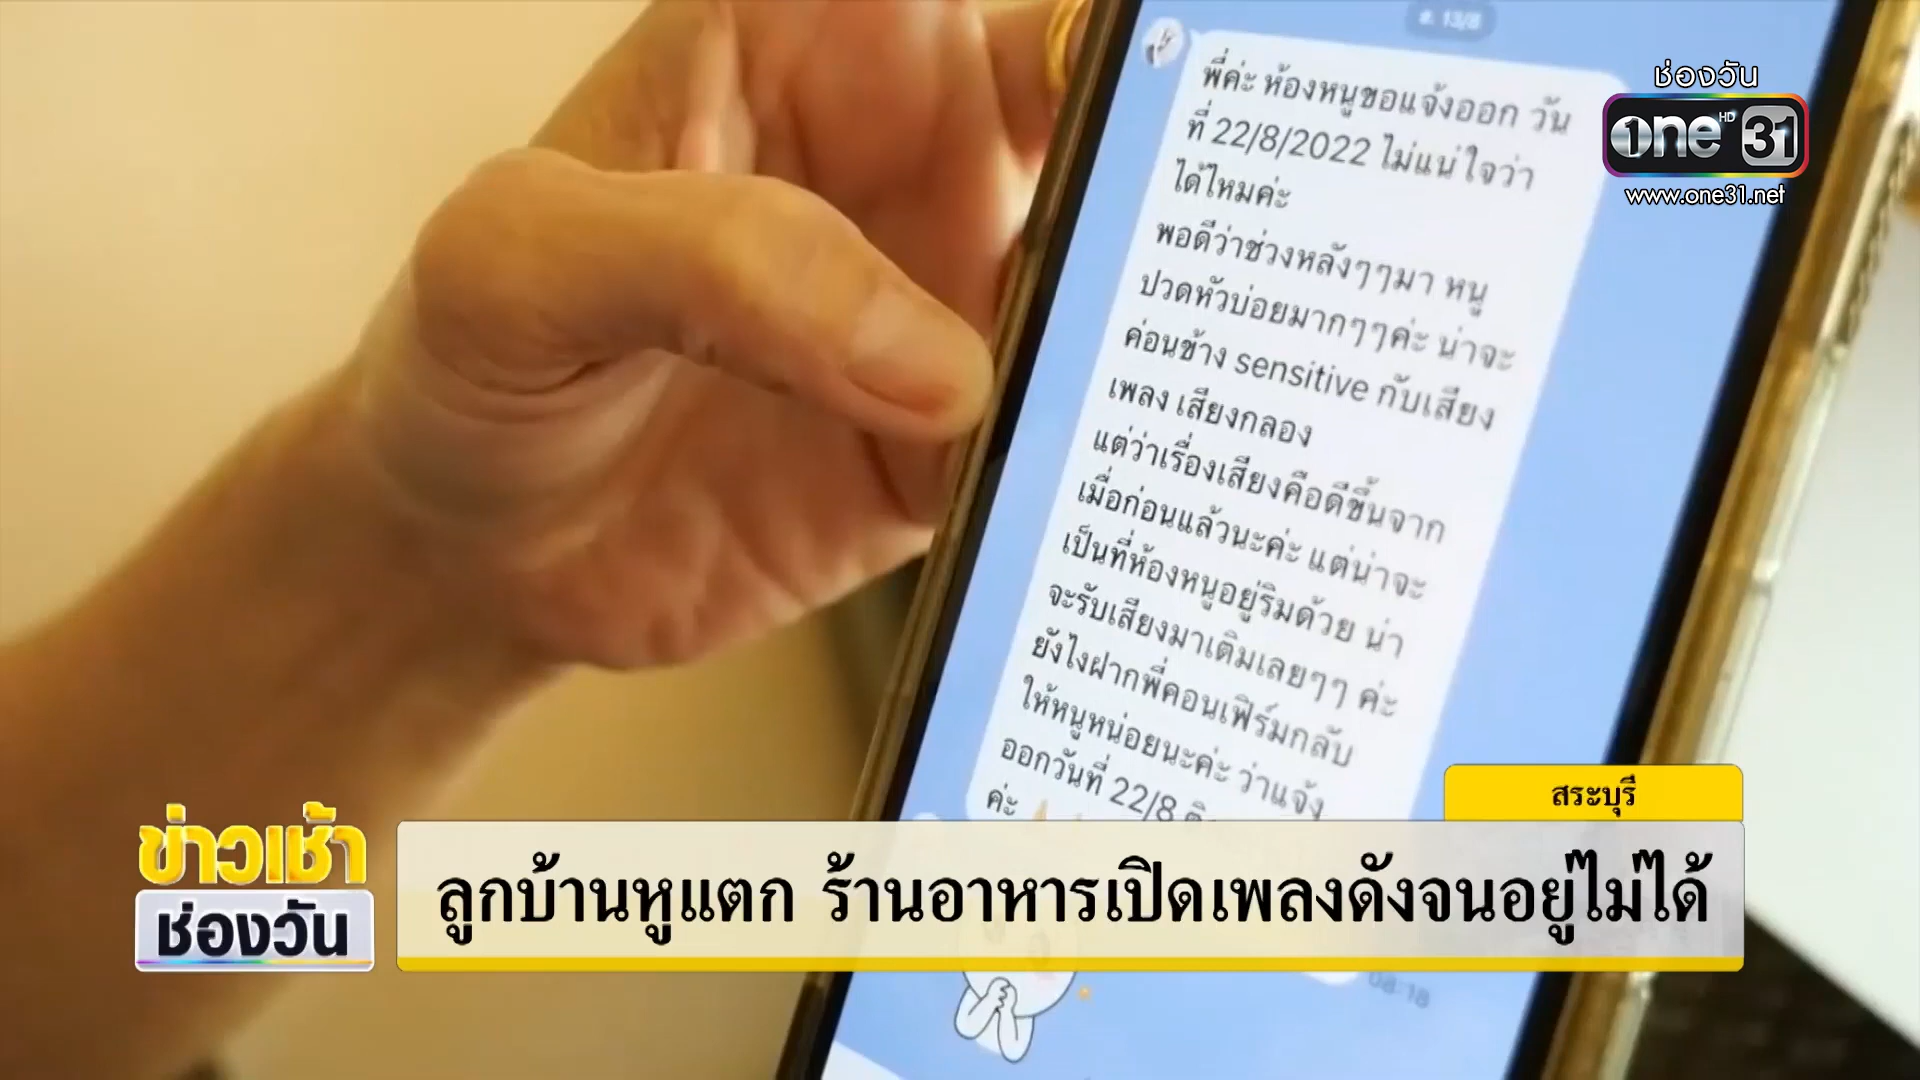 ส. 13/8
พี่ค่ะ ห้องหนูขอแจ้งออก วัน
ที่ 22/8/2022 ไม่แน่ใจว่า
ได้ไหมค่ะ
พอดีว่าช่วงหลังๆๆมา หนู
ปวดหัวบ่อยมากๆๆค่ะ น่าจะ
ค่อนข้าง sensitive กับเสียง
เพลง เสียงกลอง
แต่ว่าเรื่องเสียงคือดีขึ้นจาก
เมื่อก่อนแล้วนะค่ะ แต่น่าจะ
เป็นที่ห้องหนูอยู่ริมด้วย น่า
จะรับเสียงมาเติมเลยๆๆ ค่ะ
ยังไงฝากพี่คอนเฟิร์มกลับ
ให้หนูหน่อยนะค่ะ ว่าแจ้ง
ออกวันที่ 22/8
ค่ะ
08:18
ช่องวัน
one HD 31
www.one31.net
สระบุรี
ข่าวเช้า
ช่องวัน
ลูกบ้านหูแตก ร้านอาหารเปิดเพลงดังจนอยู่ไม่ได้